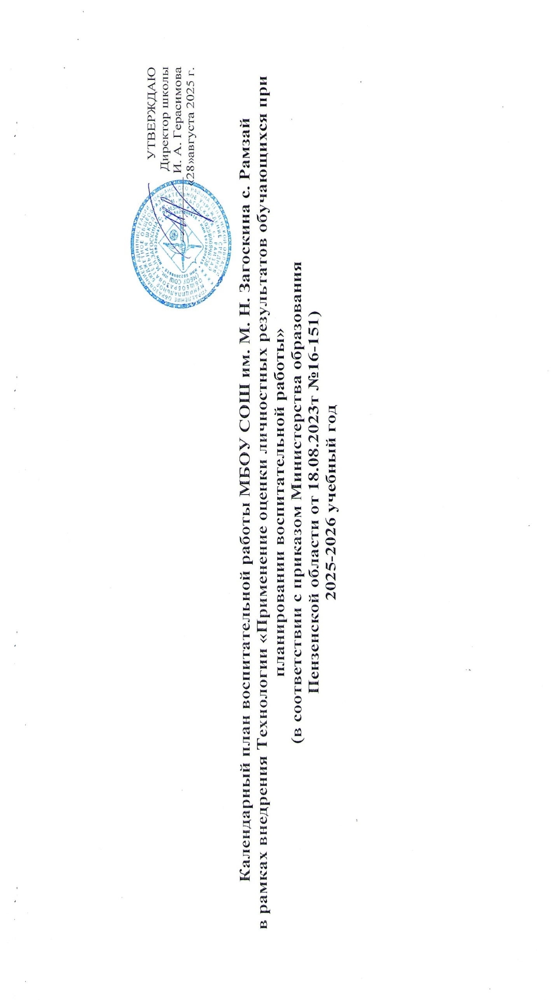 УТВЕРЖДАЮ
Директор школы
И. А. Герасимова
«28»августа 2025 г.
Календарный план воспитательной работы МБОУ СОШ им. М. Н. Загоскина с. Рамзай
в рамках внедрения Технологии «Применение оценки личностных результатов обучающихся при
планировании воспитательной работы»
(в соответствии с приказом Министерства образования
Пензенской области от 18.08.2023т №16-151)
2025-2026 учебный год